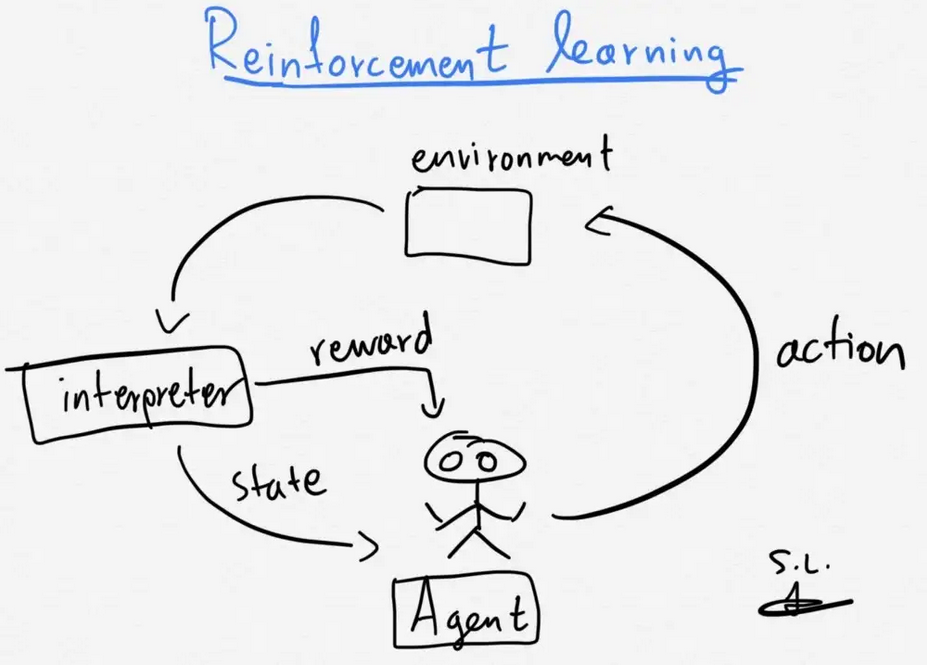 Reinforcement learning
environment
reward
action
interpreter
state
Agent
S.L.